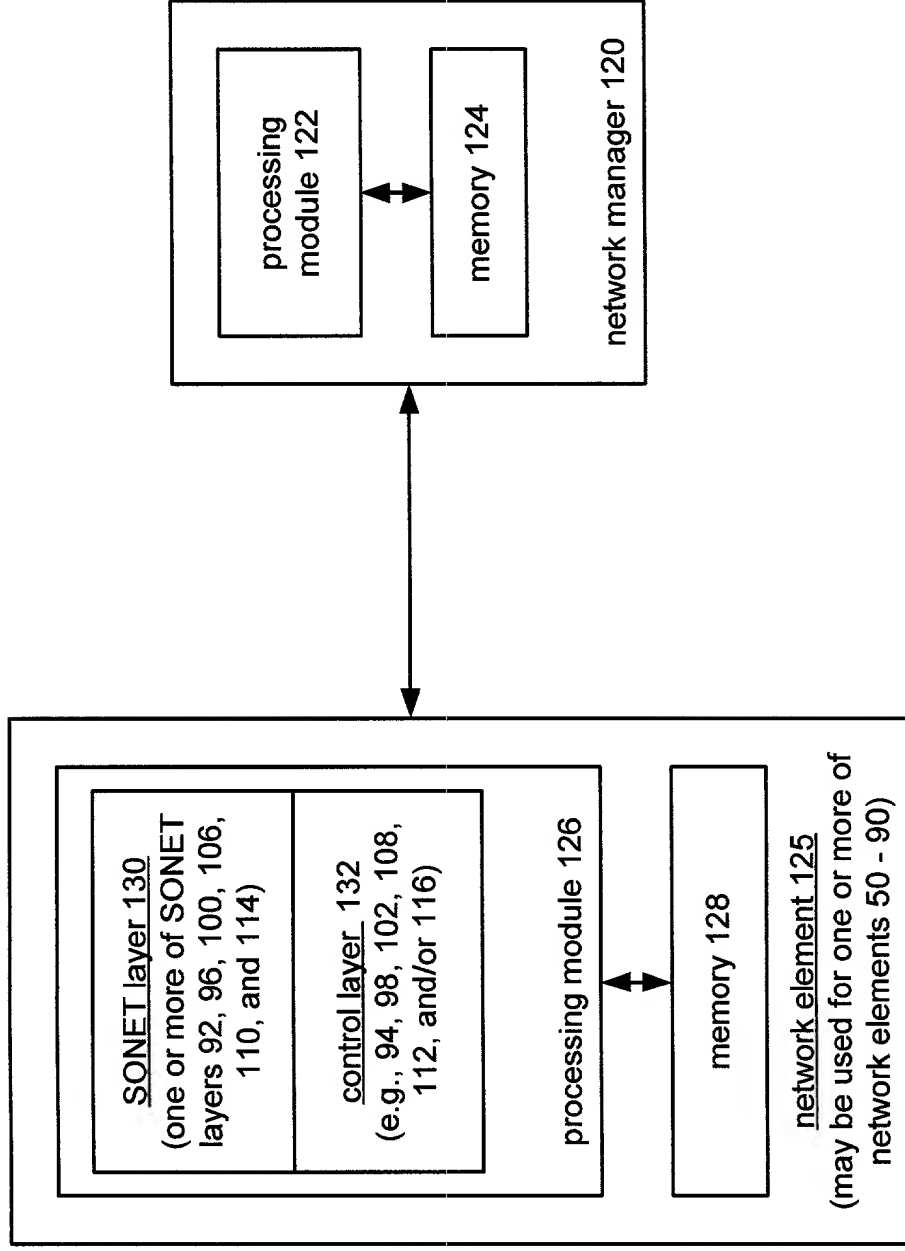 SONET layer 130
(one or more of SONET
layers 92, 96, 100, 106,
110, and 114)
control layer 132
(e.g., 94, 98, 102, 108,
112, and/or 116)
processing module 126
memory 128
network element 125
(may be used for one or more of
network elements 50 - 90)
processing
module 122
memory 124
network manager 120